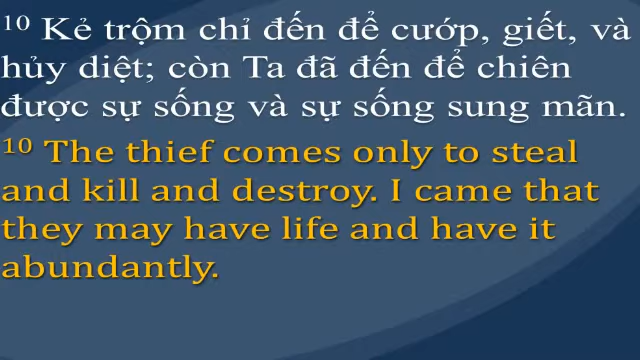 ¹⁰ Kẻ trộm chỉ đến để cướp, giết, và
hủy diệt; còn Ta đã đến để chiên
được sự sống và sự sống sung mãn.
¹⁰ The thief comes only to steal
and kill and destroy. I came that
they may have life and have it
abundantly.